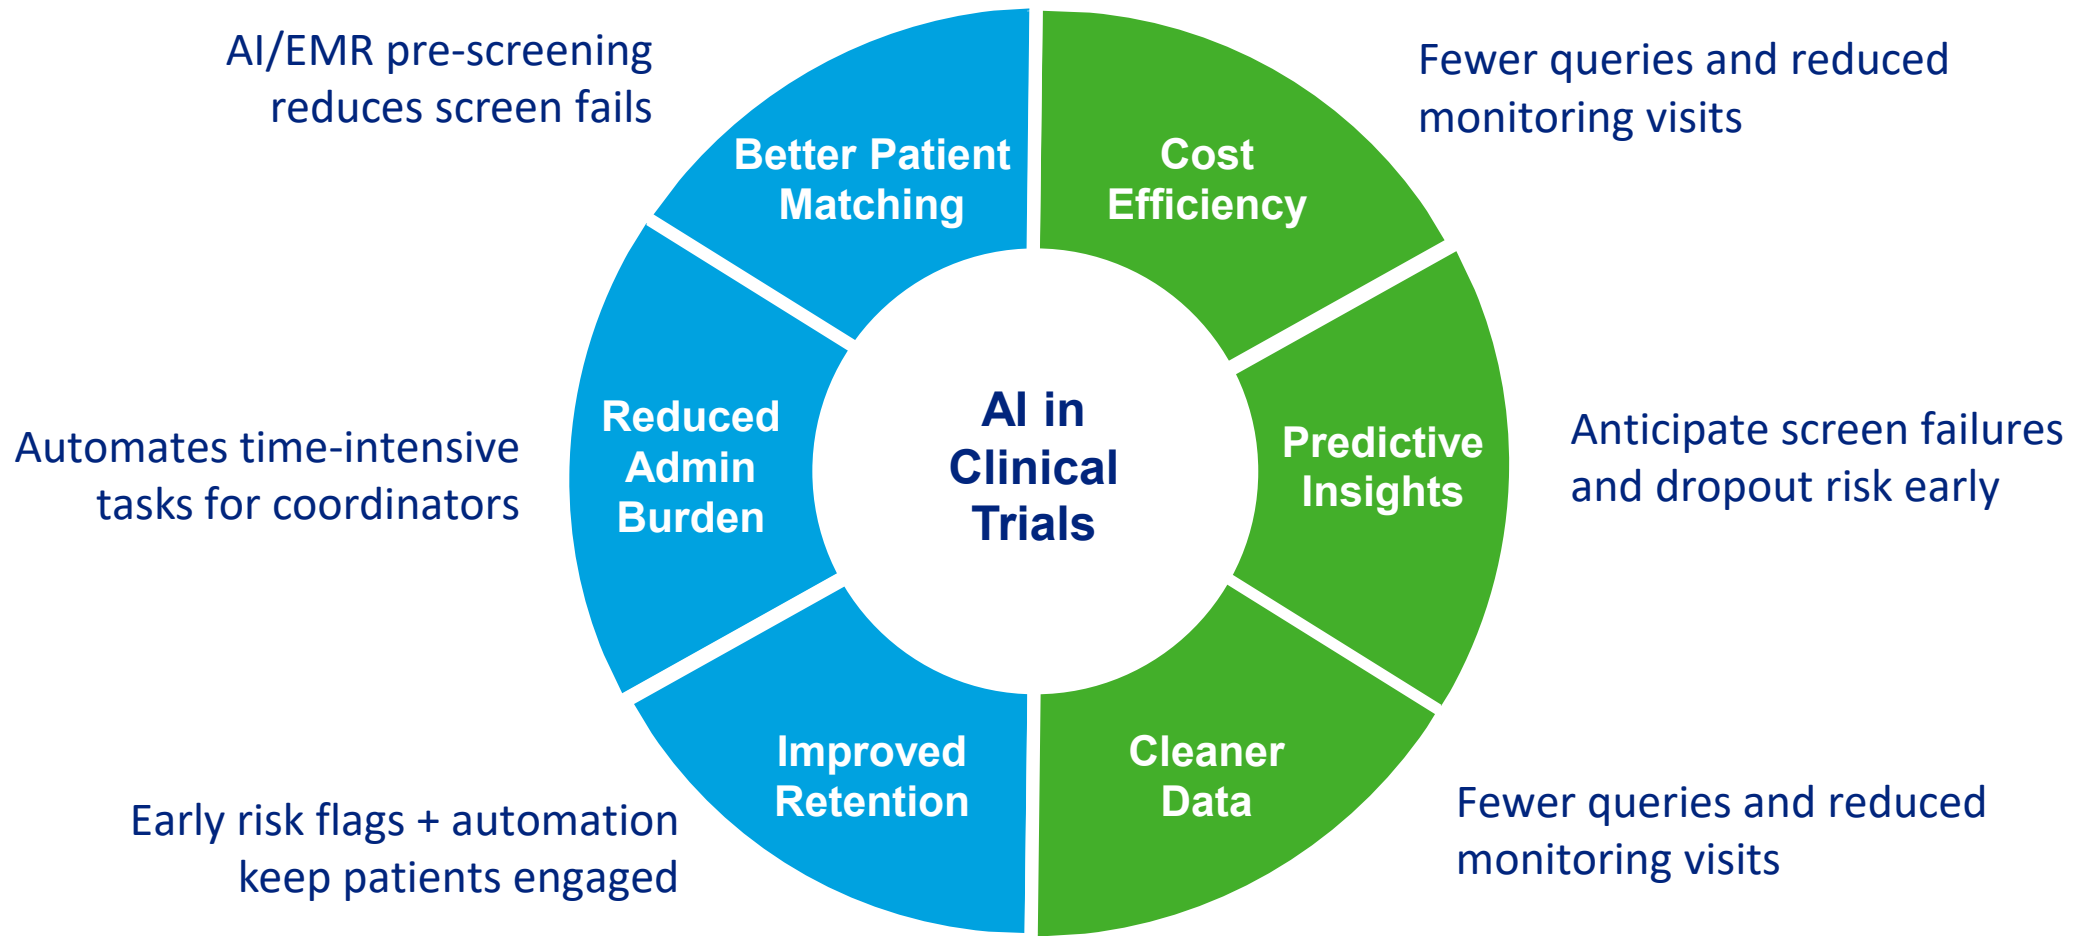 AI/EMR pre-screening
reduces screen fails
Better Patient
Matching
Cost
Efficiency
Fewer queries and reduced
monitoring visits
Automates time-intensive
tasks for coordinators
Reduced
Admin
Burden
AI in
Clinical
Trials
Predictive
Insights
Anticipate screen failures
and dropout risk early
Early risk flags + automation
keep patients engaged
Improved
Retention
Cleaner
Data
Fewer queries and reduced
monitoring visits